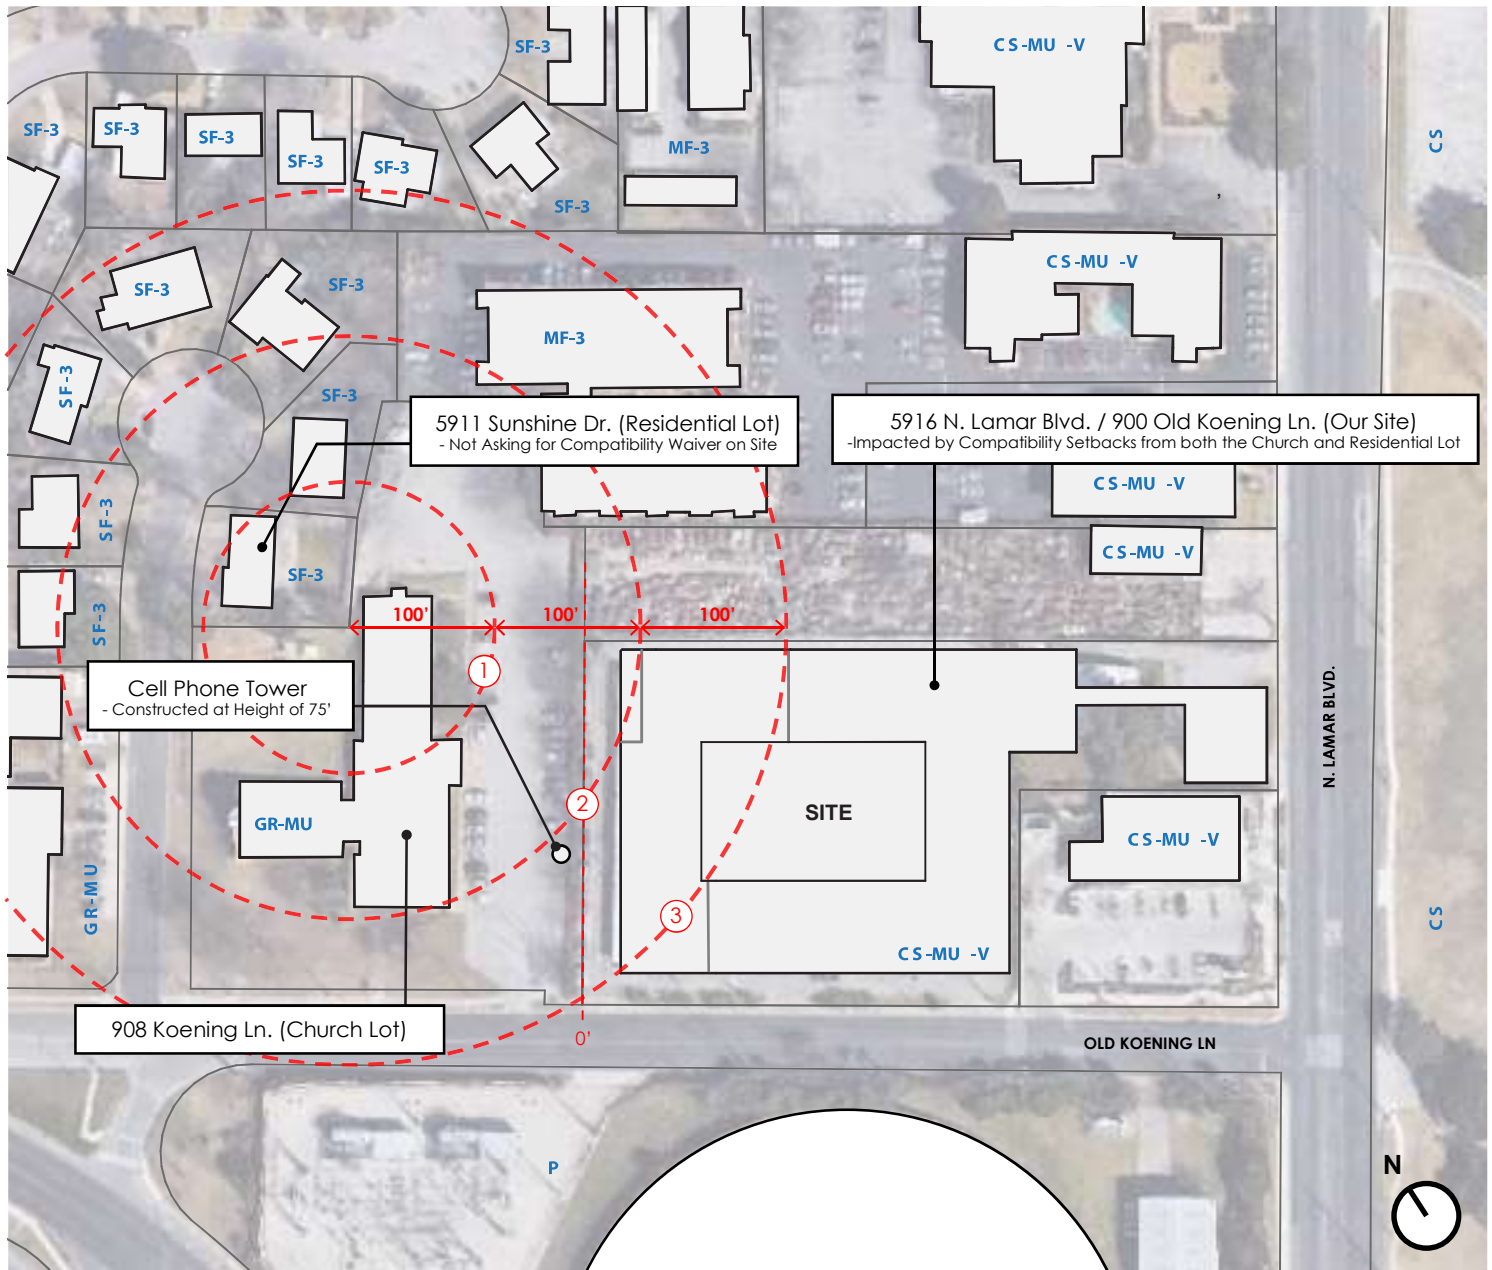 SF-3
CS-MU -V
SF-3
SF-3
SF-3
SF-3
SF-3
MF-3
CS
SF-3
,
SF-3
SF-3
CS-MU -V
MF-3
SF-3
SF-3
5911 Sunshine Dr. (Residential Lot)
- Not Asking for Compatibility Waiver on Site
5916 N. Lamar Blvd. / 900 Old Koening Ln. (Our Site)
-Impacted by Compatibility Setbacks from both the Church and Residential Lot
CS-MU -V
SF-3
CS-MU -V
SF-3
SF-3
100'
100'
100'
1
Cell Phone Tower
- Constructed at Height of 75'
N. LAMAR BLVD.
2
SITE
GR-MU
CS-MU -V
GR-MU
3
CS
CS-MU -V
908 Koening Ln. (Church Lot)
0'
OLD KOENING LN
P
N